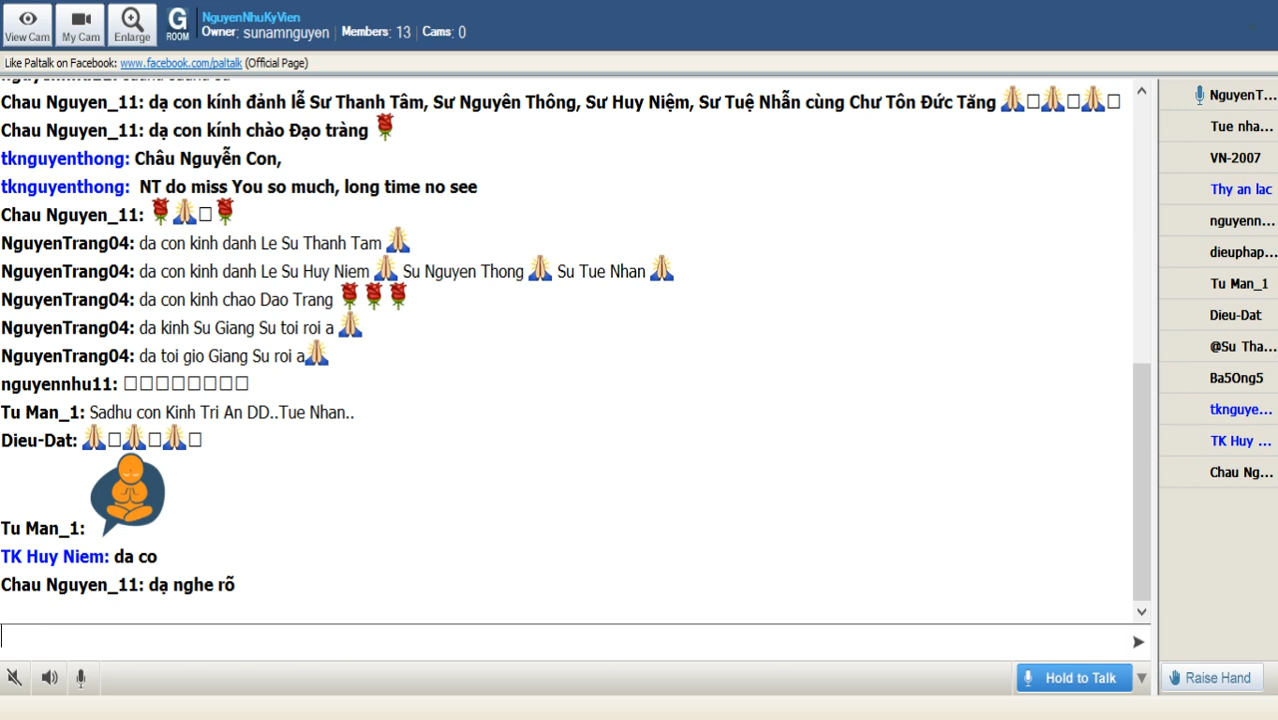 View Cam
My Cam
Enlarge
G
ROOM
NguyenNhuKyVien
Owner: sunamnguyen | Members: 13 | Cams: 0
Like Paltalk on Facebook: www.facebook.com/paltalk (Official Page)
Chau Nguyen_11: dạ con kính đảnh lễ Sư Thanh Tâm, Sư Nguyên Thông, Sư Huy Niệm, Sư Tuệ Nhẫn cùng Chư Tôn Đức Tăng 🙏□🙏□🙏□
Chau Nguyen_11: dạ con kính chào Đạo tràng 🌹
tknguyenthong: Châu Nguyễn Con,
tknguyenthong: NT do miss You so much, long time no see
Chau Nguyen_11: 🌹🙏□🌹
NguyenTrang04: da con kinh danh Le Su Thanh Tam 🙏
NguyenTrang04: da con kinh danh Le Su Huy Niem 🙏 Su Nguyen Thong 🙏 Su Tue Nhan 🙏
NguyenTrang04: da con kinh chao Dao Trang 🌹🌹🌹
NguyenTrang04: da kinh Su Giang Su toi roi a 🙏
NguyenTrang04: da toi gio Giang Su roi a🙏
nguyennhu11: □□□□□□□□
Tu Man_1: Sadhu con Kinh Tri An DD..Tue Nhan..
Dieu-Dat: 🙏□🙏□🙏□
Tu Man_1:
TK Huy Niem: da co
Chau Nguyen_11: dạ nghe rõ
NguyenT...
Tue nha...
VN-2007
Thy an lac
nguyenn...
dieuphap...
Tu Man_1
Dieu-Dat
@Su Tha...
Ba5Ong5
tknguye...
TK Huy ...
Chau Ng...
Hold to Talk
Raise Hand